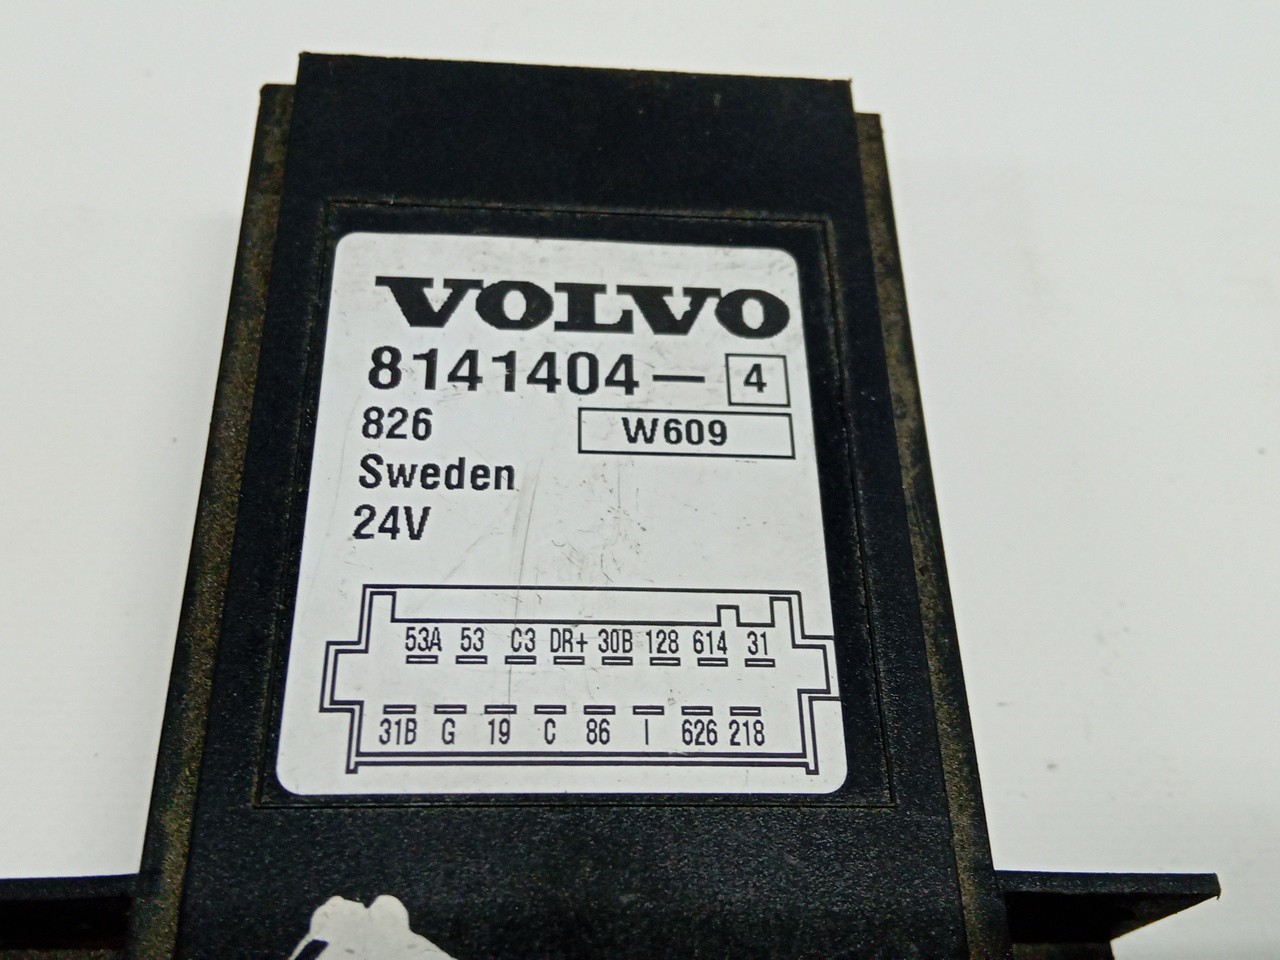 VOLVO
8141404-4
826 W609
Sweden
24V
53A 53 C3 DR+ 30B 128 614 31
31B G 19 C 86 I 626 218